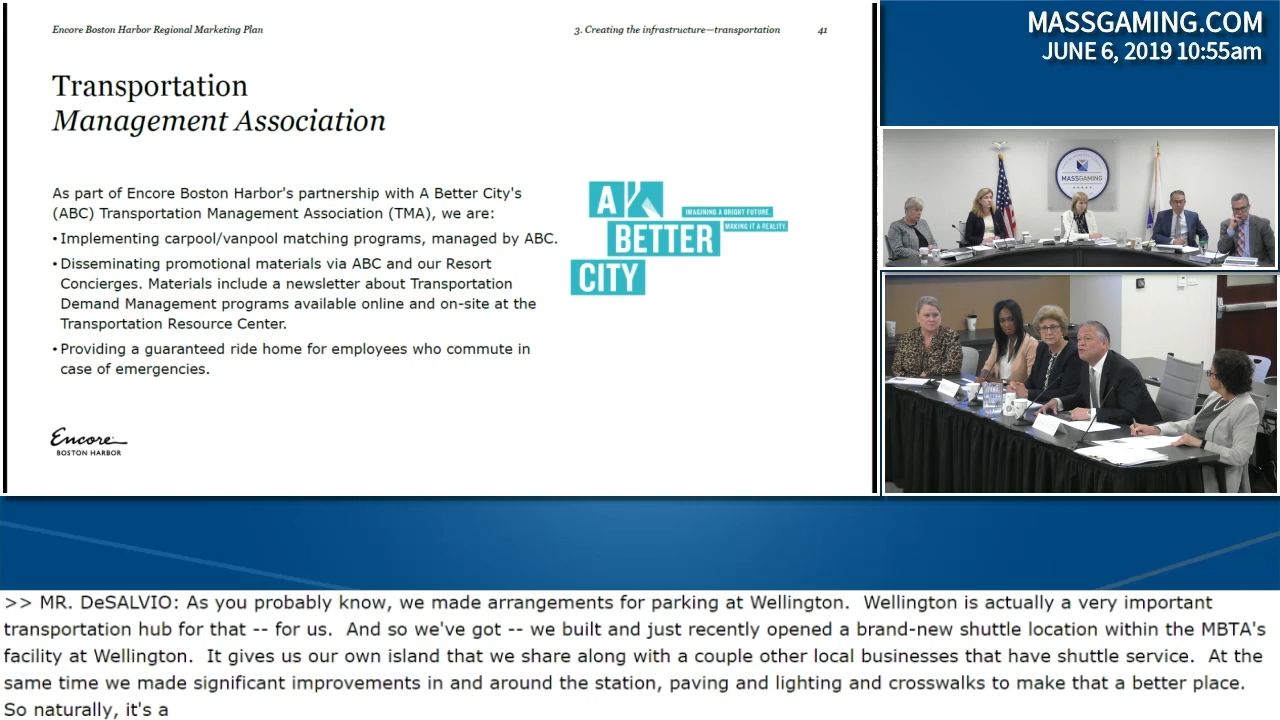 Encore Boston Harbor Regional Marketing Plan
3. Creating the infrastructure—transportation 41
Transportation
Management Association
As part of Encore Boston Harbor's partnership with A Better City's
(ABC) Transportation Management Association (TMA), we are:
• Implementing carpool/vanpool matching programs, managed by ABC.
• Disseminating promotional materials via ABC and our Resort
Concierges. Materials include a newsletter about Transportation
Demand Management programs available online and on-site at the
Transportation Resource Center.
• Providing a guaranteed ride home for employees who commute in
case of emergencies.
A
BETTER
CITY
IMAGINING A BRIGHT FUTURE.
MAKING IT A REALITY.
Encore
BOSTON HARBOR
MASSGAMING.COM
JUNE 6, 2019 10:55am
MASSGAMING
>> MR. DeSALVIO: As you probably know, we made arrangements for parking at Wellington. Wellington is actually a very important
transportation hub for that -- for us. And so we've got -- we built and just recently opened a brand-new shuttle location within the MBTA's
facility at Wellington. It gives us our own island that we share along with a couple other local businesses that have shuttle service. At the
same time we made significant improvements in and around the station, paving and lighting and crosswalks to make that a better place.
So naturally, it's a